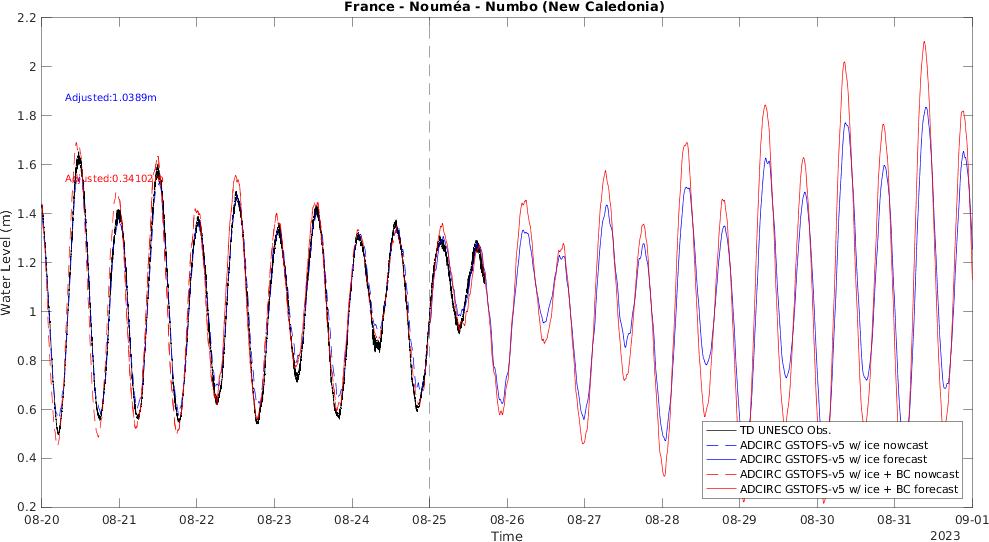 France - Nouméa - Numbo (New Caledonia)
2.2
2
1.8
1.6
1.4
1.2
1
0.8
0.6
0.4
0.2
Water Level (m)
Adjusted:1.0389m
Adjusted:0.34102
08-20
08-21
08-22
08-23
08-24
08-25
08-26
08-27
08-28
08-29
08-30
08-31
09-01
Time
2023
TD UNESCO Obs.
ADCIRC GSTOFS-v5 w/ ice nowcast
ADCIRC GSTOFS-v5 w/ ice forecast
ADCIRC GSTOFS-v5 w/ ice + BC nowcast
ADCIRC GSTOFS-v5 w/ ice + BC forecast